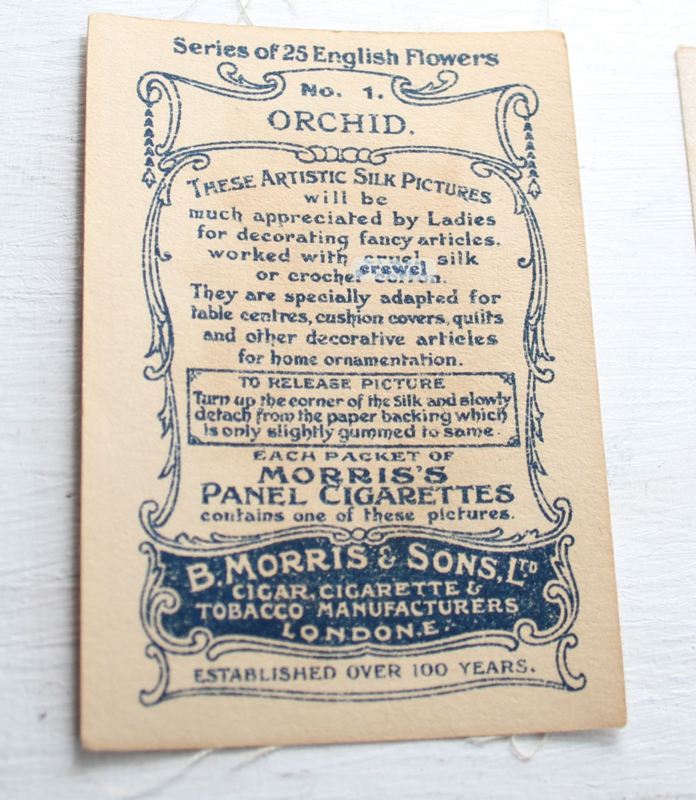 Series of 25 English Flowers
No. 1.
ORCHID.
THESE ARTISTIC SILK PICTURES
will be
much appreciated by Ladies
for decorating fancy articles,
worked with cruel silk
crewel
or crochet cotton.
They are specially adapted for
table centres, cushion covers, quilts
and other decorative articles
for home ornamentation.
TO RELEASE PICTURE
Turn up the corner of the Silk and slowly
detach from the paper backing which
is only slightly gummed to same.
EACH PACKET OF
MORRIS'S
PANEL CIGARETTES
contains one of these pictures.
B. MORRIS & SONS, LTD
CIGAR, CIGARETTE &
TOBACCO MANUFACTURERS
LONDON. E.
ESTABLISHED OVER 100 YEARS.